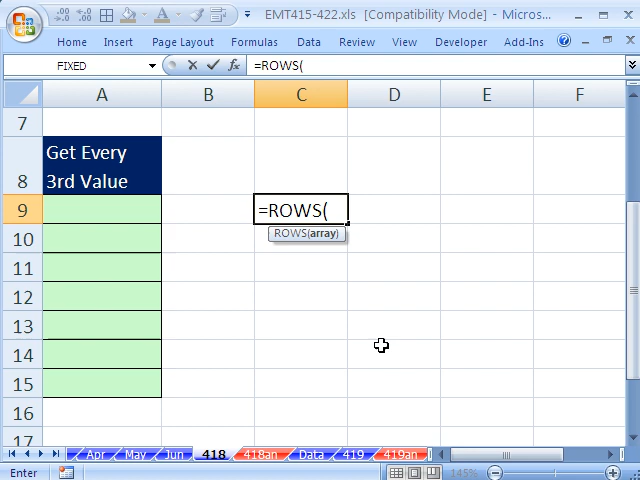 EMT415-422.xls [Compatibility Mode] - Micros...
Home Insert Page Layout Formulas Data Review View Developer Add-Ins
FIXED fx =ROWS(
A B C D E F
7
Get Every
8 3rd Value
9 =ROWS(
ROWS(array)
10
11
12
13
14
15
16
17
Apr May Jun 418 418an Data 419 419an
Enter 145%